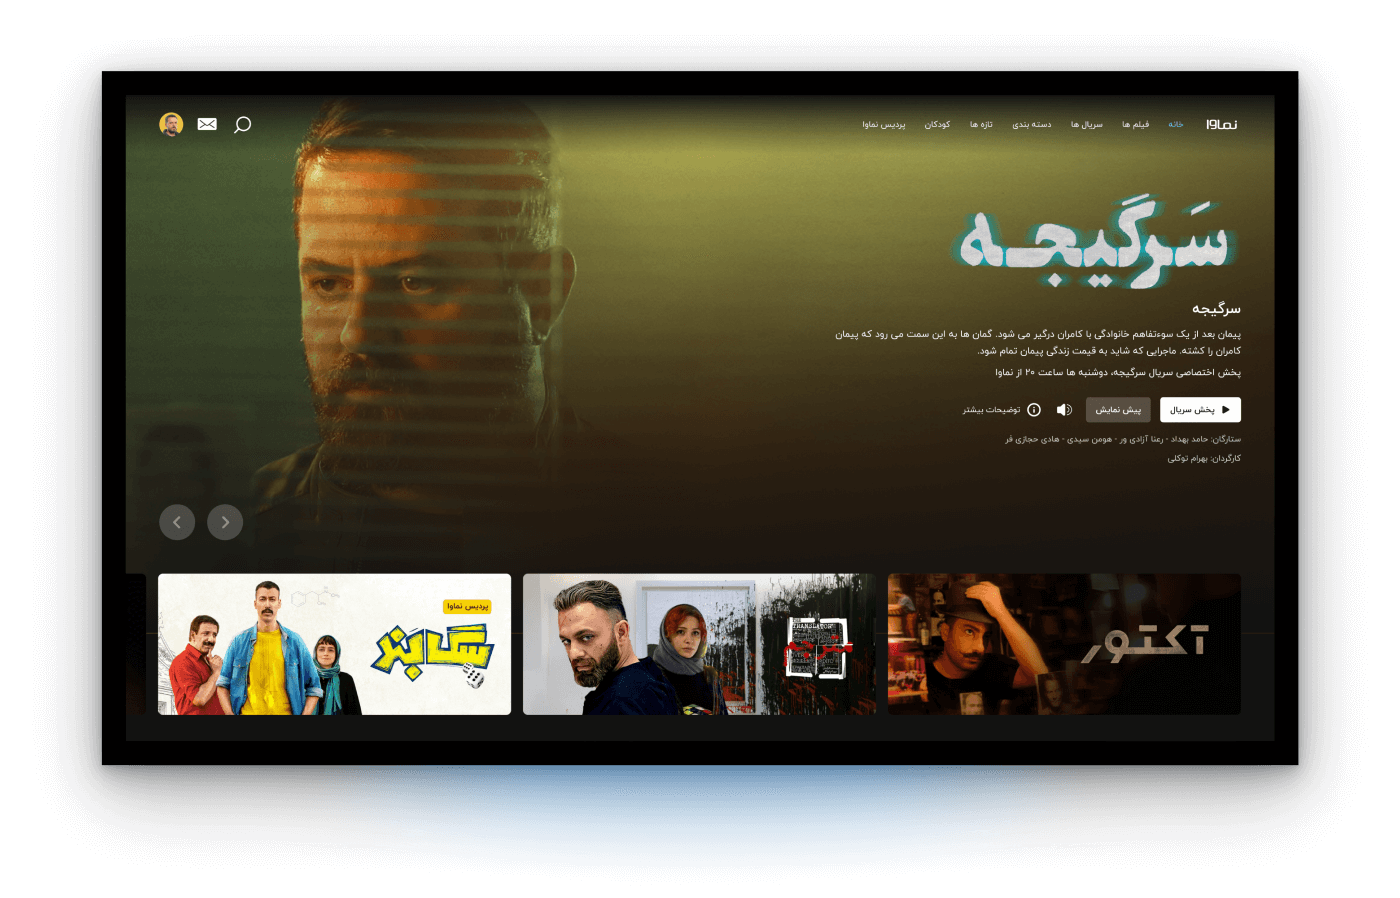 نماوا
خانه
فیلم ها
سریال ها
دسته بندی
تازه ها
کودکان
پردیس نماوا
سَرگیجه
سرگیجه
پیمان بعد از یک سوءتفاهم خانوادگی با کامران درگیر می شود. گمان ها به این سمت می رود که پیمان
کامران را کشته. ماجرایی که شاید به قیمت زندگی پیمان تمام شود.
پخش اختصاصی سریال سرگیجه، دوشنبه ها ساعت ۲۰ از نماوا
پخش سریال
پیش نمایش
توضیحات بیشتر
ستارگان: حامد بهداد - رعنا آزادی ور - هومن سیدی - هادی حجازی فر
کارگردان: بهرام توکلی
آکتور
TRANSLATOR
مترجم
پردیس نماوا
سگ بَند